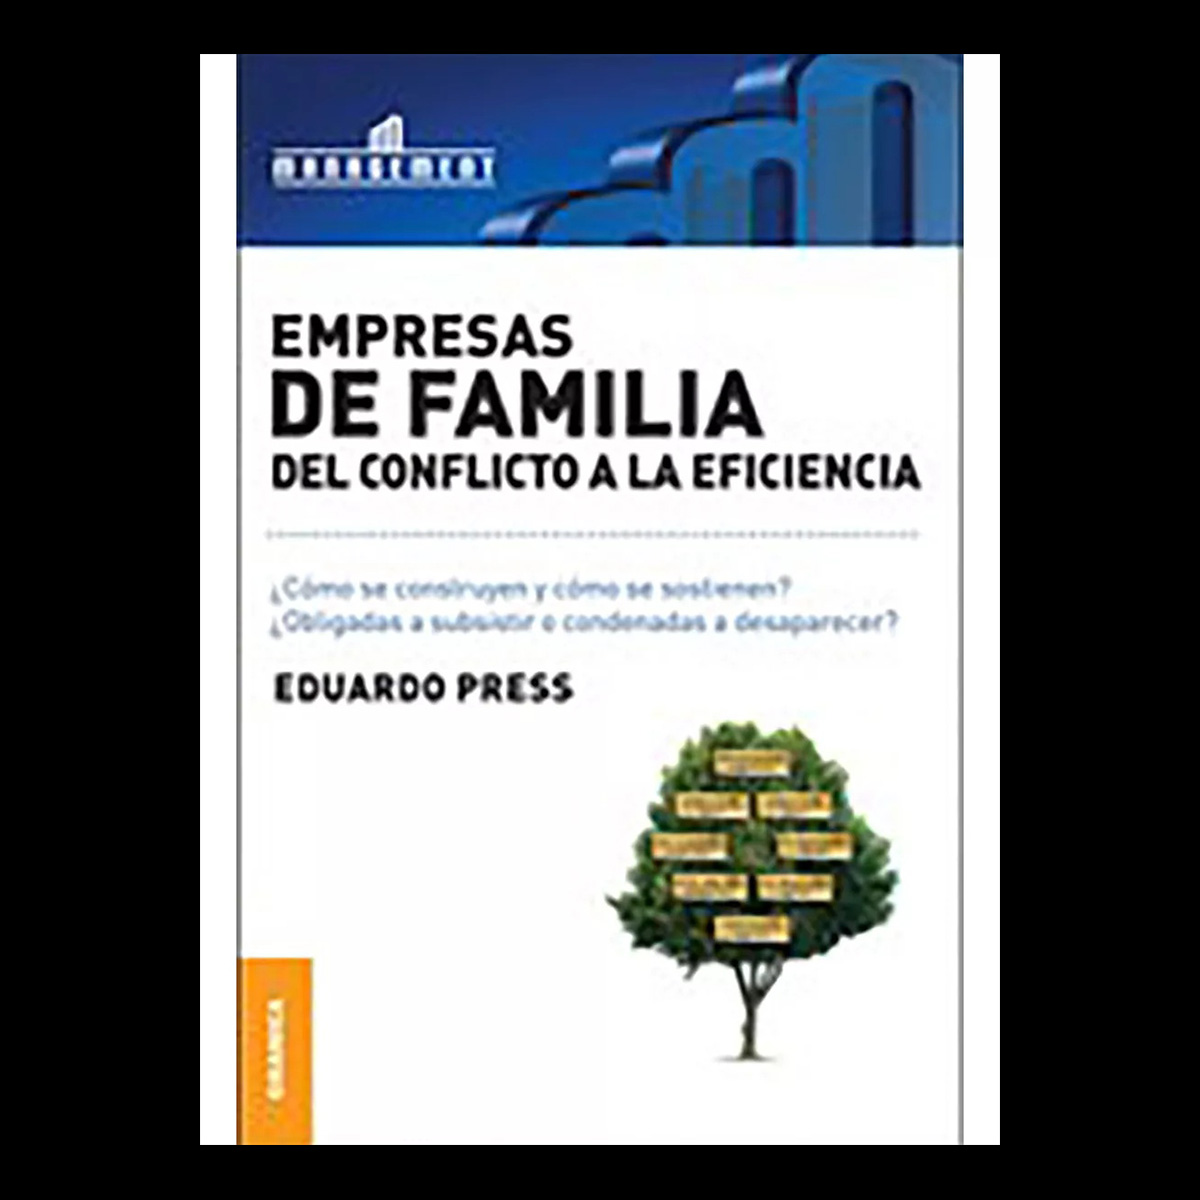 MANAGEMENT
EMPRESAS
DE FAMILIA
DEL CONFLICTO A LA EFICIENCIA
¿Cómo se construyen y cómo se sostienen?
¿Obligadas a subsistir o condenadas a desaparecer?
EDUARDO PRESS
GRANICA